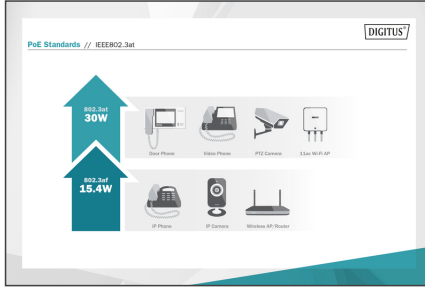 DIGITUS®
PoE Standards // IEEE802.3at
802.3at
30W
Door Phone
Video Phone
PTZ Camera
11ac Wi Fi AP
802.3af
15.4W
IP Phone
IP Camera
Wireless AP/Router